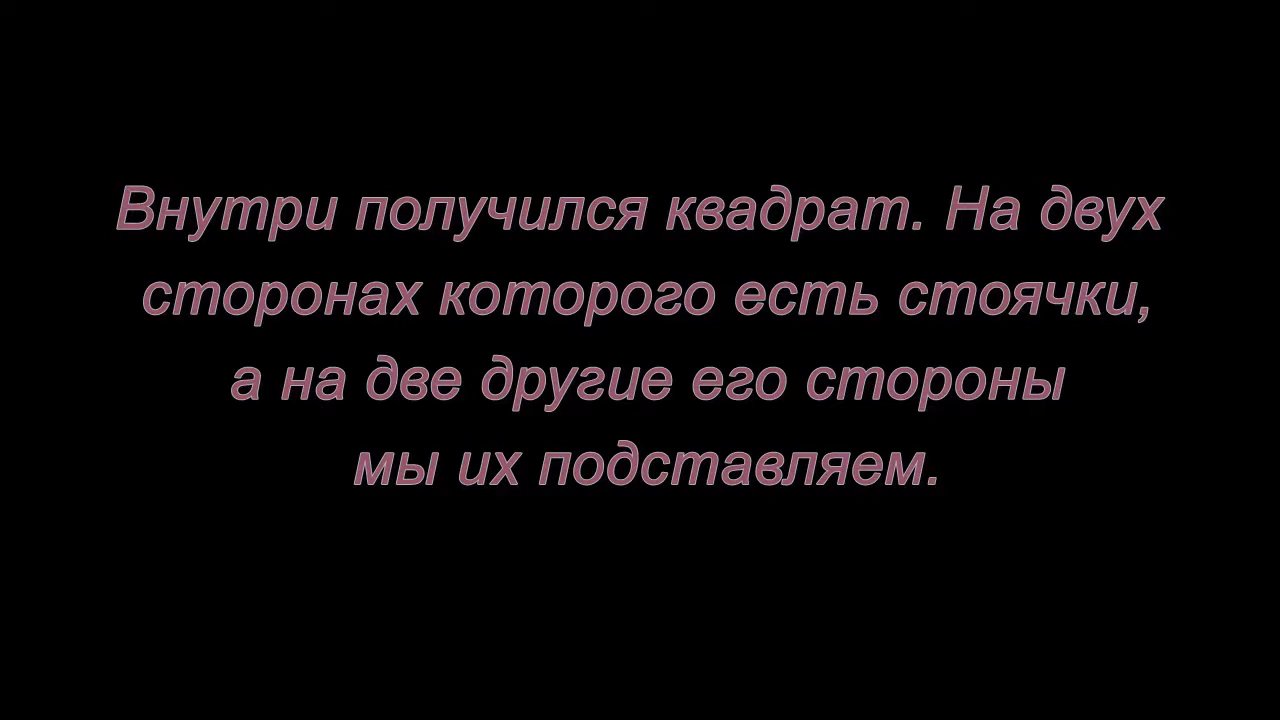 Внутри получился квадрат. На двух
сторонах которого есть стоячки,
а на две другие его стороны
мы их подставляем.